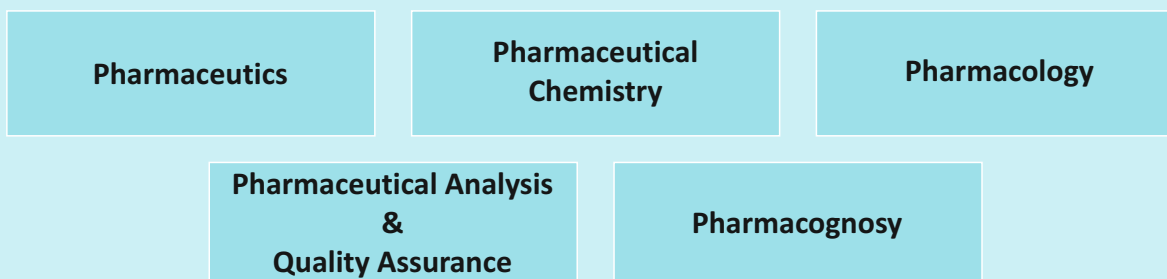 Pharmaceutics
Pharmaceutical
Chemistry
Pharmacology
Pharmaceutical Analysis
&
Quality Assurance
Pharmacognosy